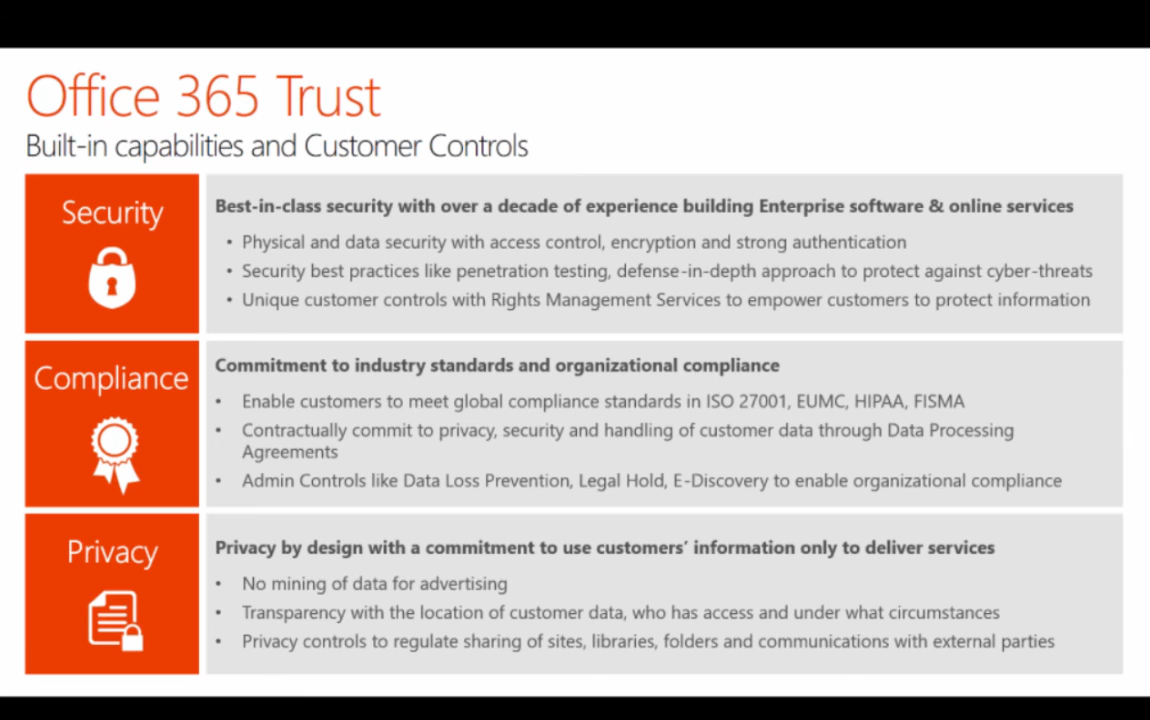 Office 365 Trust
Built-in capabilities and Customer Controls
Security
Best-in-class security with over a decade of experience building Enterprise software & online services
• Physical and data security with access control, encryption and strong authentication
• Security best practices like penetration testing, defense-in-depth approach to protect against cyber-threats
• Unique customer controls with Rights Management Services to empower customers to protect information
Compliance
Commitment to industry standards and organizational compliance
• Enable customers to meet global compliance standards in ISO 27001, EUMC, HIPAA, FISMA
• Contractually commit to privacy, security and handling of customer data through Data Processing
Agreements
• Admin Controls like Data Loss Prevention, Legal Hold, E-Discovery to enable organizational compliance
Privacy
Privacy by design with a commitment to use customers’ information only to deliver services
• No mining of data for advertising
• Transparency with the location of customer data, who has access and under what circumstances
• Privacy controls to regulate sharing of sites, libraries, folders and communications with external parties